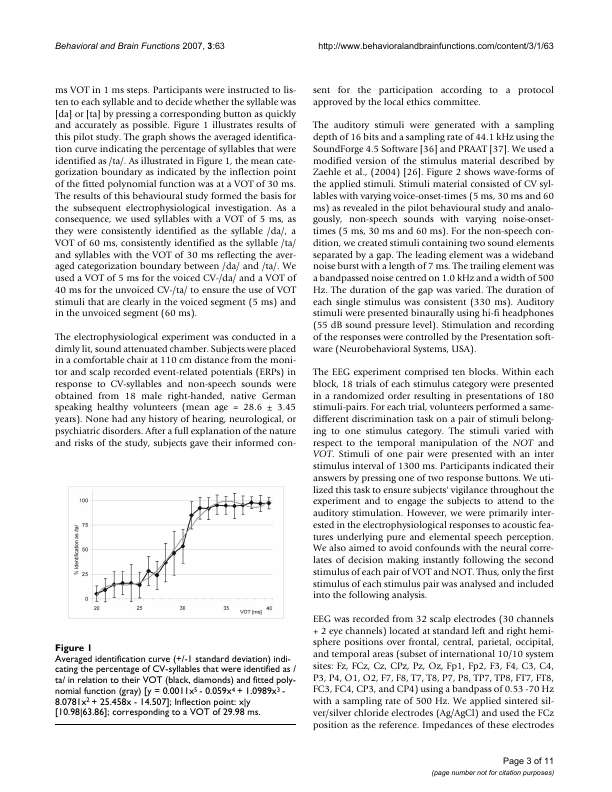 Behavioral and Brain Functions 2007, 3:63
http://www.behavioralandbrainfunctions.com/content/3/1/63
ms VOT in 1 ms steps. Participants were instructed to lis-
ten to each syllable and to decide whether the syllable was
[da] or [ta] by pressing a corresponding button as quickly
and accurately as possible. Figure 1 illustrates results of
this pilot study. The graph shows the averaged identifica-
tion curve indicating the percentage of syllables that were
identified as /ta/. As illustrated in Figure 1, the mean cate-
gorization boundary as indicated by the inflection point
of the fitted polynomial function was at a VOT of 30 ms.
The results of this behavioural study formed the basis for
the subsequent electrophysiological investigation. As a
consequence, we used syllables with a VOT of 5 ms, as
they were consistently identified as the syllable /da/, a
VOT of 60 ms, consistently identified as the syllable /ta/
and syllables with the VOT of 30 ms reflecting the aver-
aged categorization boundary between /da/ and /ta/. We
used a VOT of 5 ms for the voiced CV-/da/ and a VOT of
40 ms for the unvoiced CV-/ta/ to ensure the use of VOT
stimuli that are clearly in the voiced segment (5 ms) and
in the unvoiced segment (60 ms).
The electrophysiological experiment was conducted in a
dimly lit, sound attenuated chamber. Subjects were placed
in a comfortable chair at 110 cm distance from the moni-
tor and scalp recorded event-related potentials (ERPs) in
response to CV-syllables and non-speech sounds were
obtained from 18 male right-handed, native German
speaking healthy volunteers (mean age = 28.6 ± 3.45
years). None had any history of hearing, neurological, or
psychiatric disorders. After a full explanation of the nature
and risks of the study, subjects gave their informed con-
% Identification as /ta/
100
75
50
25
0
20
25
30
35
40
VOT [ms]
Figure 1
Averaged identification curve (+/-1 standard deviation) indi-
cating the percentage of CV-syllables that were identified as /
ta/ in relation to their VOT (black, diamonds) and fitted poly-
nomial function (gray) [y = 0.0011x5 - 0.059x4 + 1.0989x3 -
8.0781x2 + 25.458x - 14.507]; Inflection point: x|y
[10.98|63.86]; corresponding to a VOT of 29.98 ms.
sent for the participation according to a protocol
approved by the local ethics committee.
The auditory stimuli were generated with a sampling
depth of 16 bits and a sampling rate of 44.1 kHz using the
SoundForge 4.5 Software [36] and PRAAT [37]. We used a
modified version of the stimulus material described by
Zaehle et al., (2004) [26]. Figure 2 shows wave-forms of
the applied stimuli. Stimuli material consisted of CV syl-
lables with varying voice-onset-times (5 ms, 30 ms and 60
ms) as revealed in the pilot behavioural study and analo-
gously, non-speech sounds with varying noise-onset-
times (5 ms, 30 ms and 60 ms). For the non-speech con-
dition, we created stimuli containing two sound elements
separated by a gap. The leading element was a wideband
noise burst with a length of 7 ms. The trailing element was
a bandpassed noise centred on 1.0 kHz and a width of 500
Hz. The duration of the gap was varied. The duration of
each single stimulus was consistent (330 ms). Auditory
stimuli were presented binaurally using hi-fi headphones
(55 dB sound pressure level). Stimulation and recording
of the responses were controlled by the Presentation soft-
ware (Neurobehavioral Systems, USA).
The EEG experiment comprised ten blocks. Within each
block, 18 trials of each stimulus category were presented
in a randomized order resulting in presentations of 180
stimuli-pairs. For each trial, volunteers performed a same-
different discrimination task on a pair of stimuli belong-
ing to one stimulus category. The stimuli varied with
respect to the temporal manipulation of the NOT and
VOT. Stimuli of one pair were presented with an inter
stimulus interval of 1300 ms. Participants indicated their
answers by pressing one of two response buttons. We uti-
lized this task to ensure subjects' vigilance throughout the
experiment and to engage the subjects to attend to the
auditory stimulation. However, we were primarily inter-
ested in the electrophysiological responses to acoustic fea-
tures underlying pure and elemental speech perception.
We also aimed to avoid confounds with the neural corre-
lates of decision making instantly following the second
stimulus of each pair of VOT and NOT. Thus, only the first
stimulus of each stimulus pair was analysed and included
into the following analysis.
EEG was recorded from 32 scalp electrodes (30 channels
+ 2 eye channels) located at standard left and right hemi-
sphere positions over frontal, central, parietal, occipital,
and temporal areas (subset of international 10/10 system
sites: Fz, FCz, Cz, CPz, Pz, Oz, Fp1, Fp2, F3, F4, C3, C4,
P3, P4, O1, O2, F7, F8, T7, T8, P7, P8, TP7, TP8, FT7, FT8,
FC3, FC4, CP3, and CP4) using a bandpass of 0.53 -70 Hz
with a sampling rate of 500 Hz. We applied sintered sil-
ver/silver chloride electrodes (Ag/AgCl) and used the FCz
position as the reference. Impedances of these electrodes
Page 3 of 11
(page number not for citation purposes)